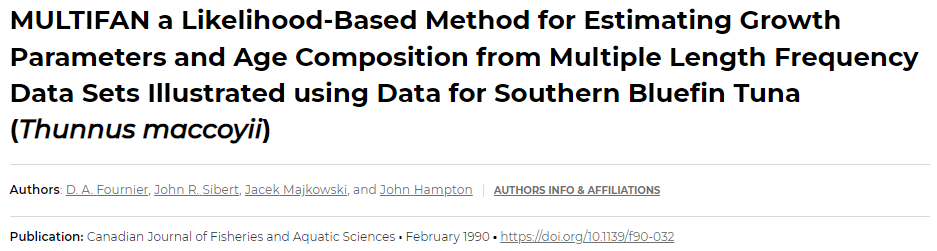 MULTIFAN a Likelihood-Based Method for Estimating Growth
Parameters and Age Composition from Multiple Length Frequency
Data Sets Illustrated using Data for Southern Bluefin Tuna
(Thunnus maccoyii)
Authors: D. A. Fournier, John R. Sibert, Jacek Majkowski, and John Hampton AUTHORS INFO & AFFILIATIONS
Publication: Canadian Journal of Fisheries and Aquatic Sciences • February 1990 • https://doi.org/10.1139/f90-032